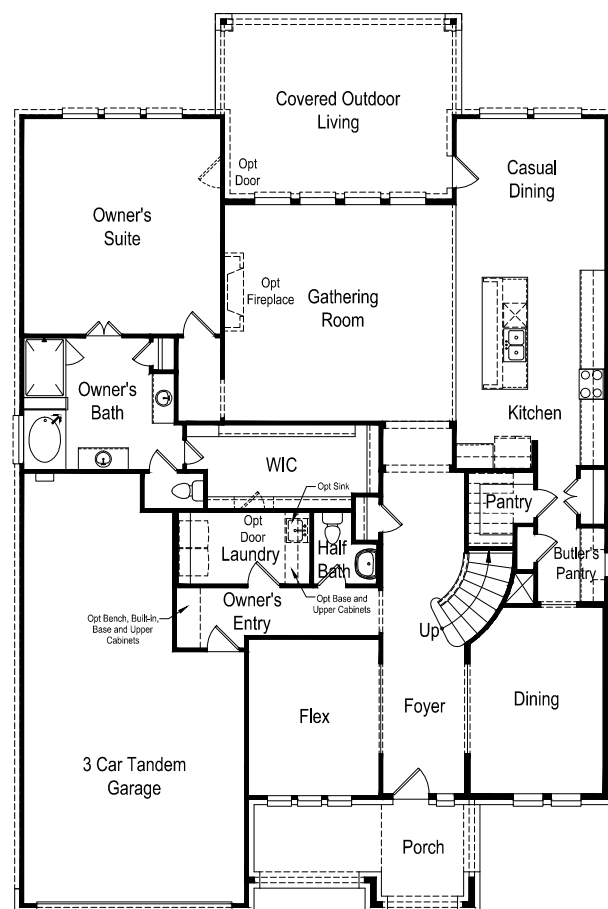 Covered Outdoor
Living
Casual
Dining
Opt
Door
Owner's
Suite
Opt
Fireplace
Gathering
Room
Owner's
Bath
Kitchen
WIC
Opt Sink
Pantry
Opt
Door
Laundry
Half
Bath
Butler's
Pantry
Opt Bench, Built-in,
Base and Upper
Cabinets
Owner's
Entry
Opt Base and
Upper Cabinets
Up
Flex
Foyer
Dining
3 Car Tandem
Garage
Porch